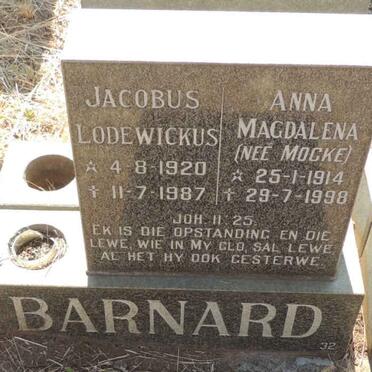 JACOBUS
LODEWICKUS
☆ 4-8-1920
✝ 11-7-1987
ANNA
MAGDALENA
(NEE MOCKE)
☆ 25-1-1914
✝ 29-7-1998
JOH. 11. 25.
EK IS DIE OPSTANDING EN DIE
LEWE, WIE IN MY GLO, SAL LEWE
AL HET HY OOK GESTERWE.
BARNARD
32